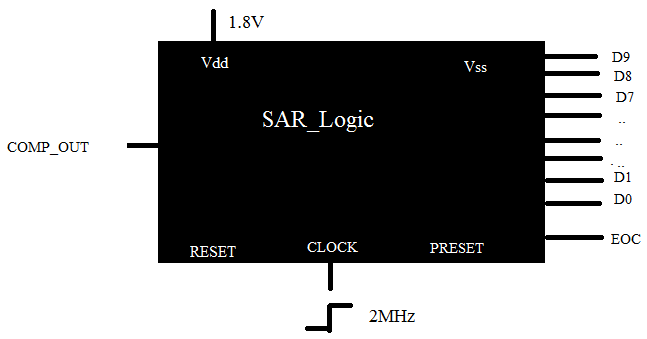 1.8V
Vdd
Vss
SAR_Logic
COMP_OUT
D9
D8
D7
..
..
. ..
D1
D0
EOC
RESET
CLOCK
PRESET
2MHz